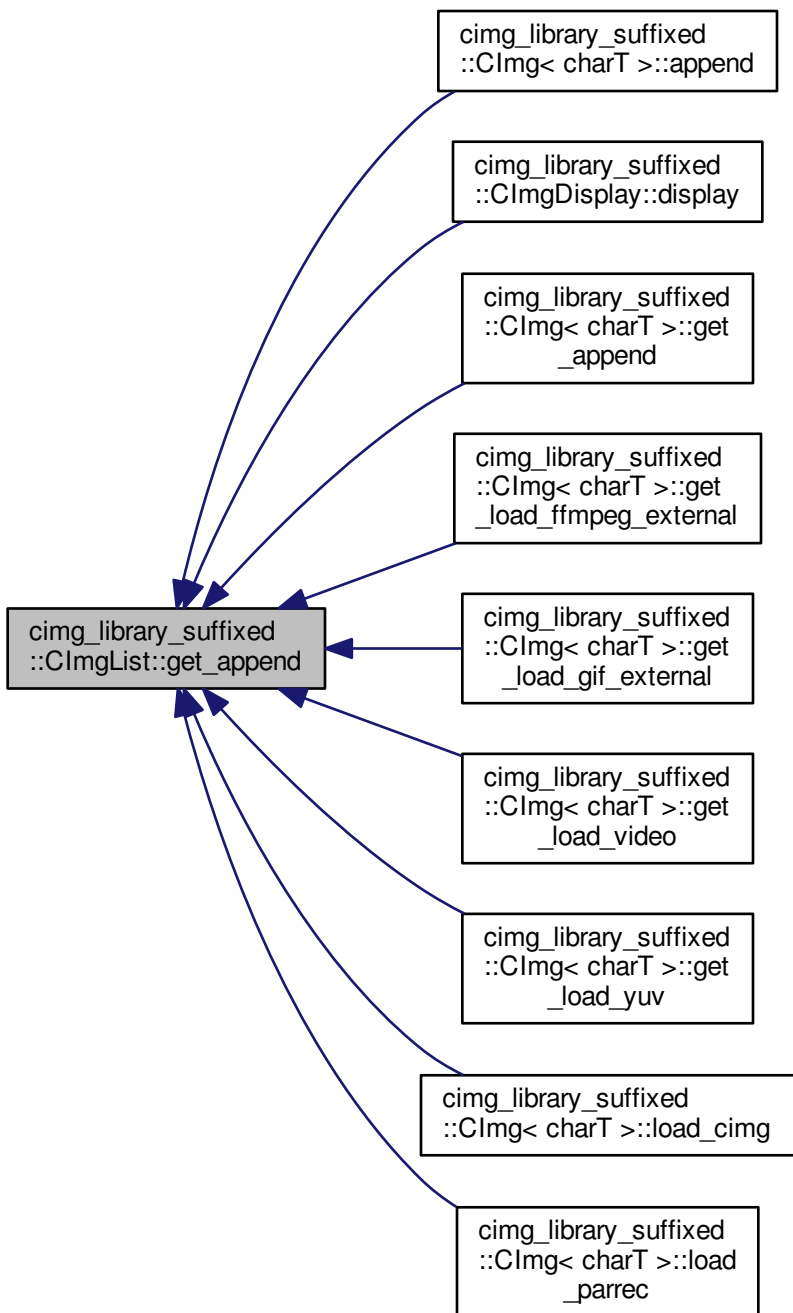 cimg_library_suffixed
::CImg< charT >::append
cimg_library_suffixed
::CImgDisplay::display
cimg_library_suffixed
::CImg< charT >::get
_append
cimg_library_suffixed
::CImg< charT >::get
_load_ffmpeg_external
cimg_library_suffixed
::CImgList::get_append
cimg_library_suffixed
::CImg< charT >::get
_load_gif_external
cimg_library_suffixed
::CImg< charT >::get
_load_video
cimg_library_suffixed
::CImg< charT >::get
_load_yuv
cimg_library_suffixed
::CImg< charT >::load_cimg
cimg_library_suffixed
::CImg< charT >::load
_parrec